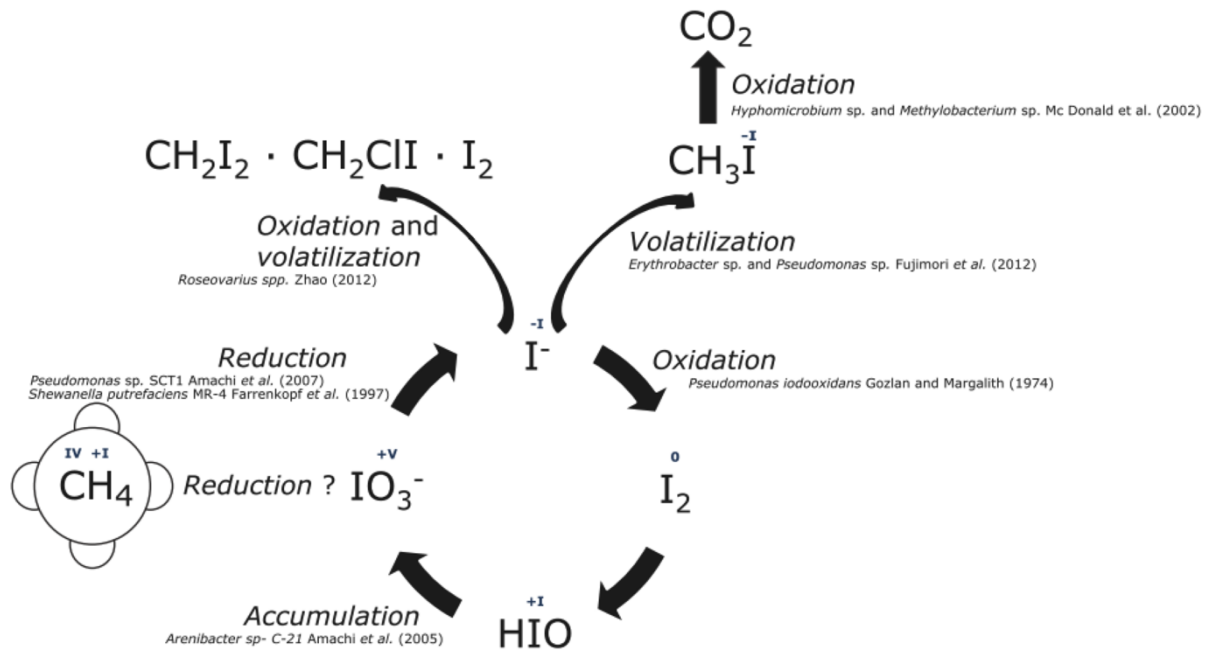 CO₂
Oxidation
Hyphomicrobium sp. and Methylobacterium sp. Mc Donald et al. (2002)
-I
CH₃I
CH₂I₂ · CH₂ClI · I₂
Oxidation and
volatilization
Roseovarius spp. Zhao (2012)
Volatilization
Erythrobacter sp. and Pseudomonas sp. Fujimori et al. (2012)
-I
I⁻
Reduction
Pseudomonas sp. SCT1 Amachi et al. (2007)
Shewanella putrefaciens MR-4 Farrenkopf et al. (1997)
Oxidation
Pseudomonas iodooxidans Gozlan and Margalith (1974)
IV +I
CH₄
Reduction ?
+V
IO₃⁻
0
I₂
Accumulation
Arenibacter sp- C-21 Amachi et al. (2005)
+I
HIO